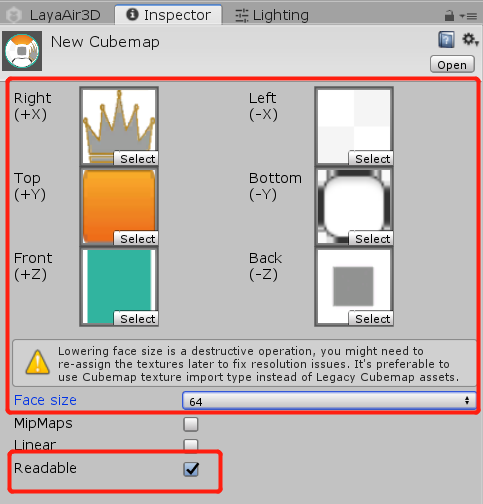 LayaAir3D Inspector Lighting
New Cubemap
Open
Right Left
(+X) (-X)
Select Select
Top Bottom
(+Y) (-Y)
Select Select
Front Back
(+Z) (-Z)
Select Select
Lowering face size is a destructive operation, you might need to
re-assign the textures later to fix resolution issues. It's preferable to
use Cubemap texture import type instead of Legacy Cubemap assets.
Face size 64
MipMaps
Linear
Readable